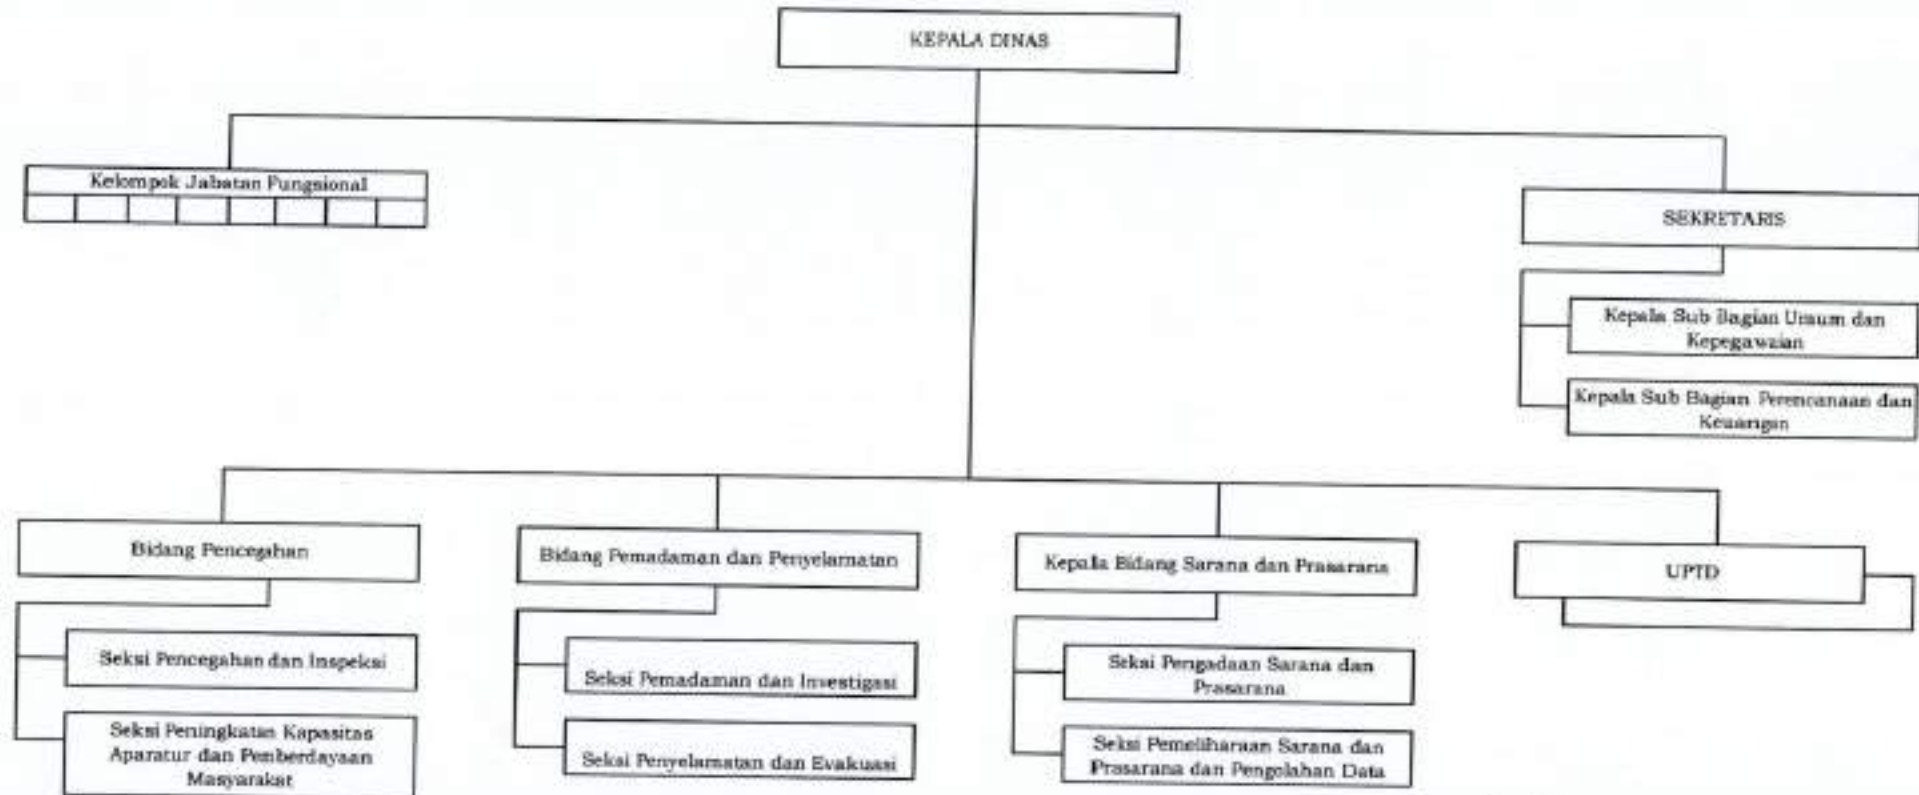 KEPALA DINAS
Kelompok Jabatan Fungsional
SEKRETARIS
Kepala Sub Bagian Umum dan
Kepegawaian
Kepala Sub Bagian Perencanaan dan
Keuangan
Bidang Pencegahan
Seksi Pencegahan dan Inspeksi
Seksi Peningkatan Kapasitas
Aparatur dan Pemberdayaan
Masyarakat
Bidang Pemadaman dan Penyelamatan
Seksi Pemadaman dan Investigasi
Seksi Penyelamatan dan Evakuasi
Kepala Bidang Sarana dan Prasarana
Seksi Pengadaan Sarana dan
Prasarana
Seksi Pemeliharaan Sarana dan
Prasarana dan Pengolahan Data
UPTD